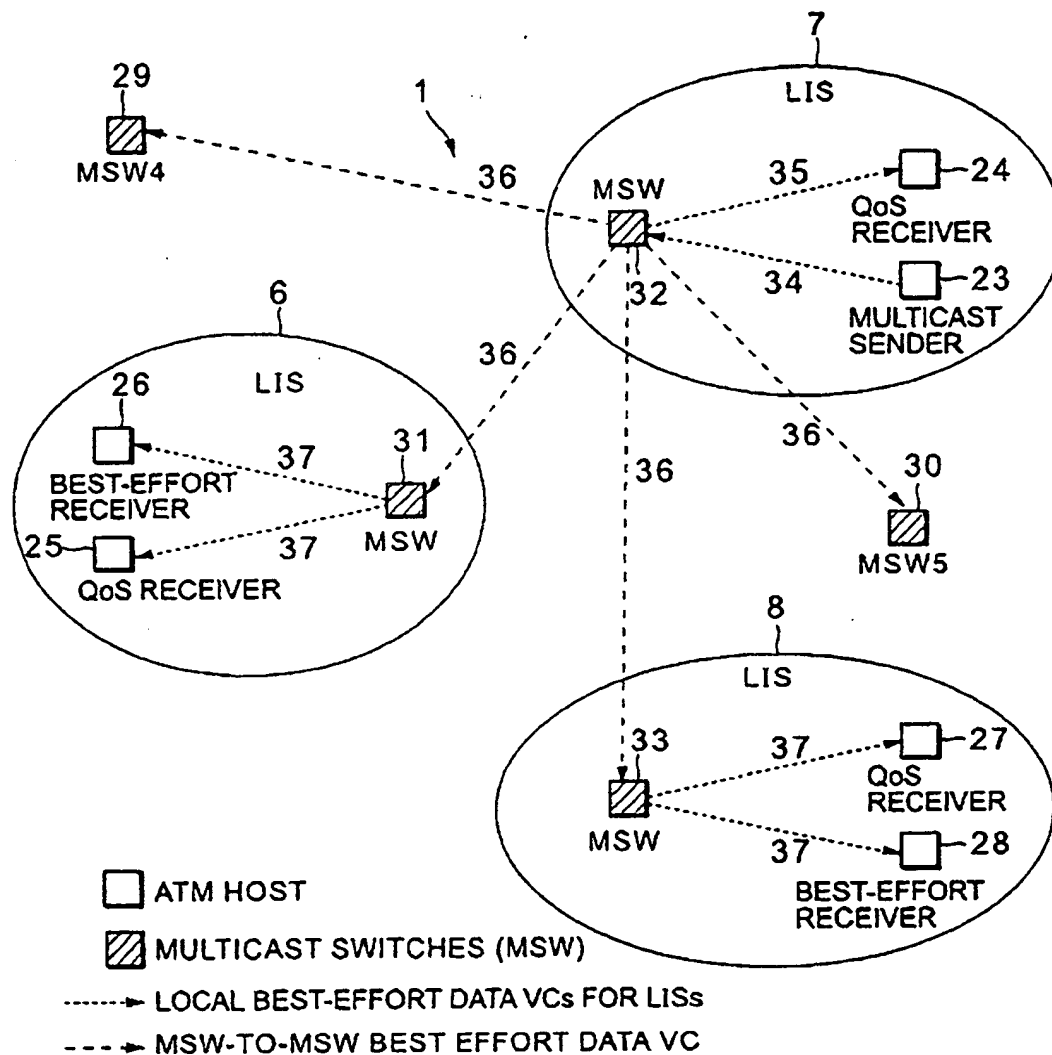 7
29
LIS
1
MSW4
36
MSW
35
24
QoS
RECEIVER
32
34
23
MULTICAST
SENDER
6
36
LIS
26
31
37
36
36
30
BEST-EFFORT
RECEIVER
MSW
25
37
QoS RECEIVER
MSW5
8
LIS
33
37
27
QoS
RECEIVER
MSW
37
28
BEST-EFFORT
RECEIVER
ATM HOST
MULTICAST SWITCHES (MSW)
LOCAL BEST-EFFORT DATA VCs FOR LISs
MSW-TO-MSW BEST EFFORT DATA VC